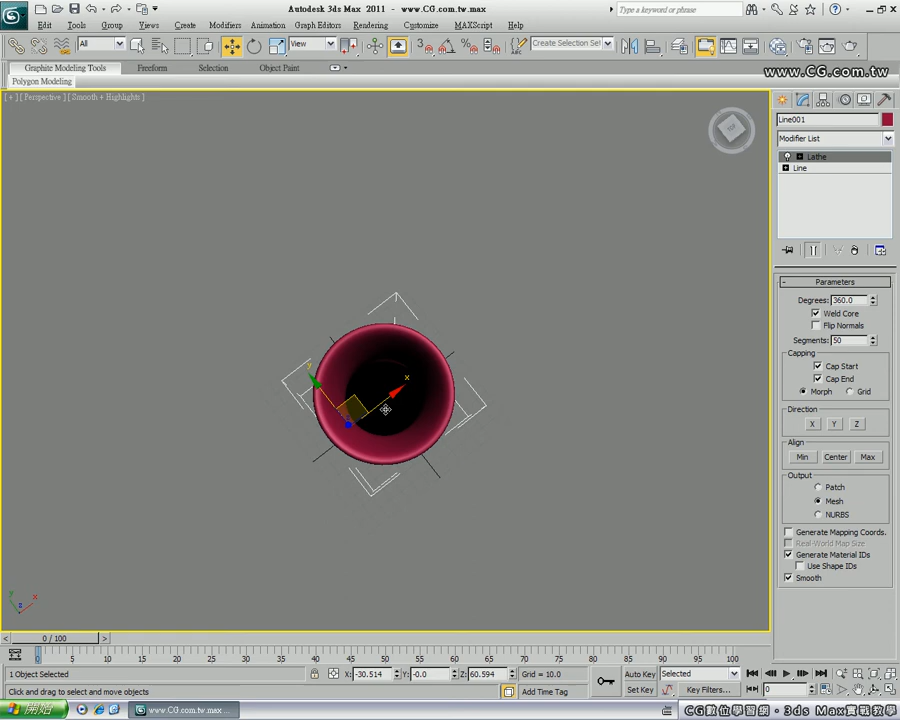 Autodesk 3ds Max 2011 - www.CG.com.tw.max
Type a keyword or phrase
Edit Tools Group Views Create Modifiers Animation Graph Editors Rendering Customize MAXScript Help
All View Create Selection Set
Graphite Modeling Tools Freeform Selection Object Paint
Polygon Modeling
www.CG.com.tw
[ + ] [ Perspective ] [ Smooth + Highlights ]
TOP
Line001
Modifier List
Lathe
Line
Parameters
Degrees: 360.0
Weld Core
Flip Normals
Segments: 50
Capping
Cap Start
Cap End
Morph Grid
Direction
X Y Z
Align
Min Center Max
Output
Patch
Mesh
NURBS
Generate Mapping Coords.
Real-World Map Size
Generate Material IDs
Use Shape IDs
Smooth
y x
y z x
0 / 100
0 5 10 15 20 25 30 35 40 45 50 55 60 65 70 75 80 85 90 95 100
1 Object Selected X: -30.514 Y: -0.0 Z: 60.594 Grid = 10.0 Auto Key Selected
Click and drag to select and move objects Add Time Tag Set Key Key Filters... 0
開始 www.CG.com.tw.max ... CG數位學習網·3ds Max實戰教學